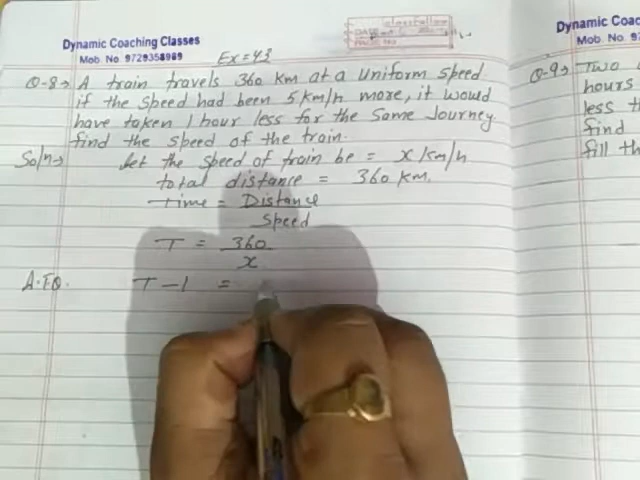 Dynamic Coaching Classes
Mob. No. 9729358969
Ex = 4.3
Q-8→ A train travels 360 km at a uniform speed
if the speed had been 5 km/h more, it would
have taken 1 hour less for the same Journey
find the speed of the train.
Soln→ let the speed of train be = x km/h
total distance = 360 km.
Time = Distance
Speed
T = 360
x
A.T.Q. T - 1 =
Dynamic Co
Mob. No. 97
Q-9→ Two
hours
less t
find
fill th